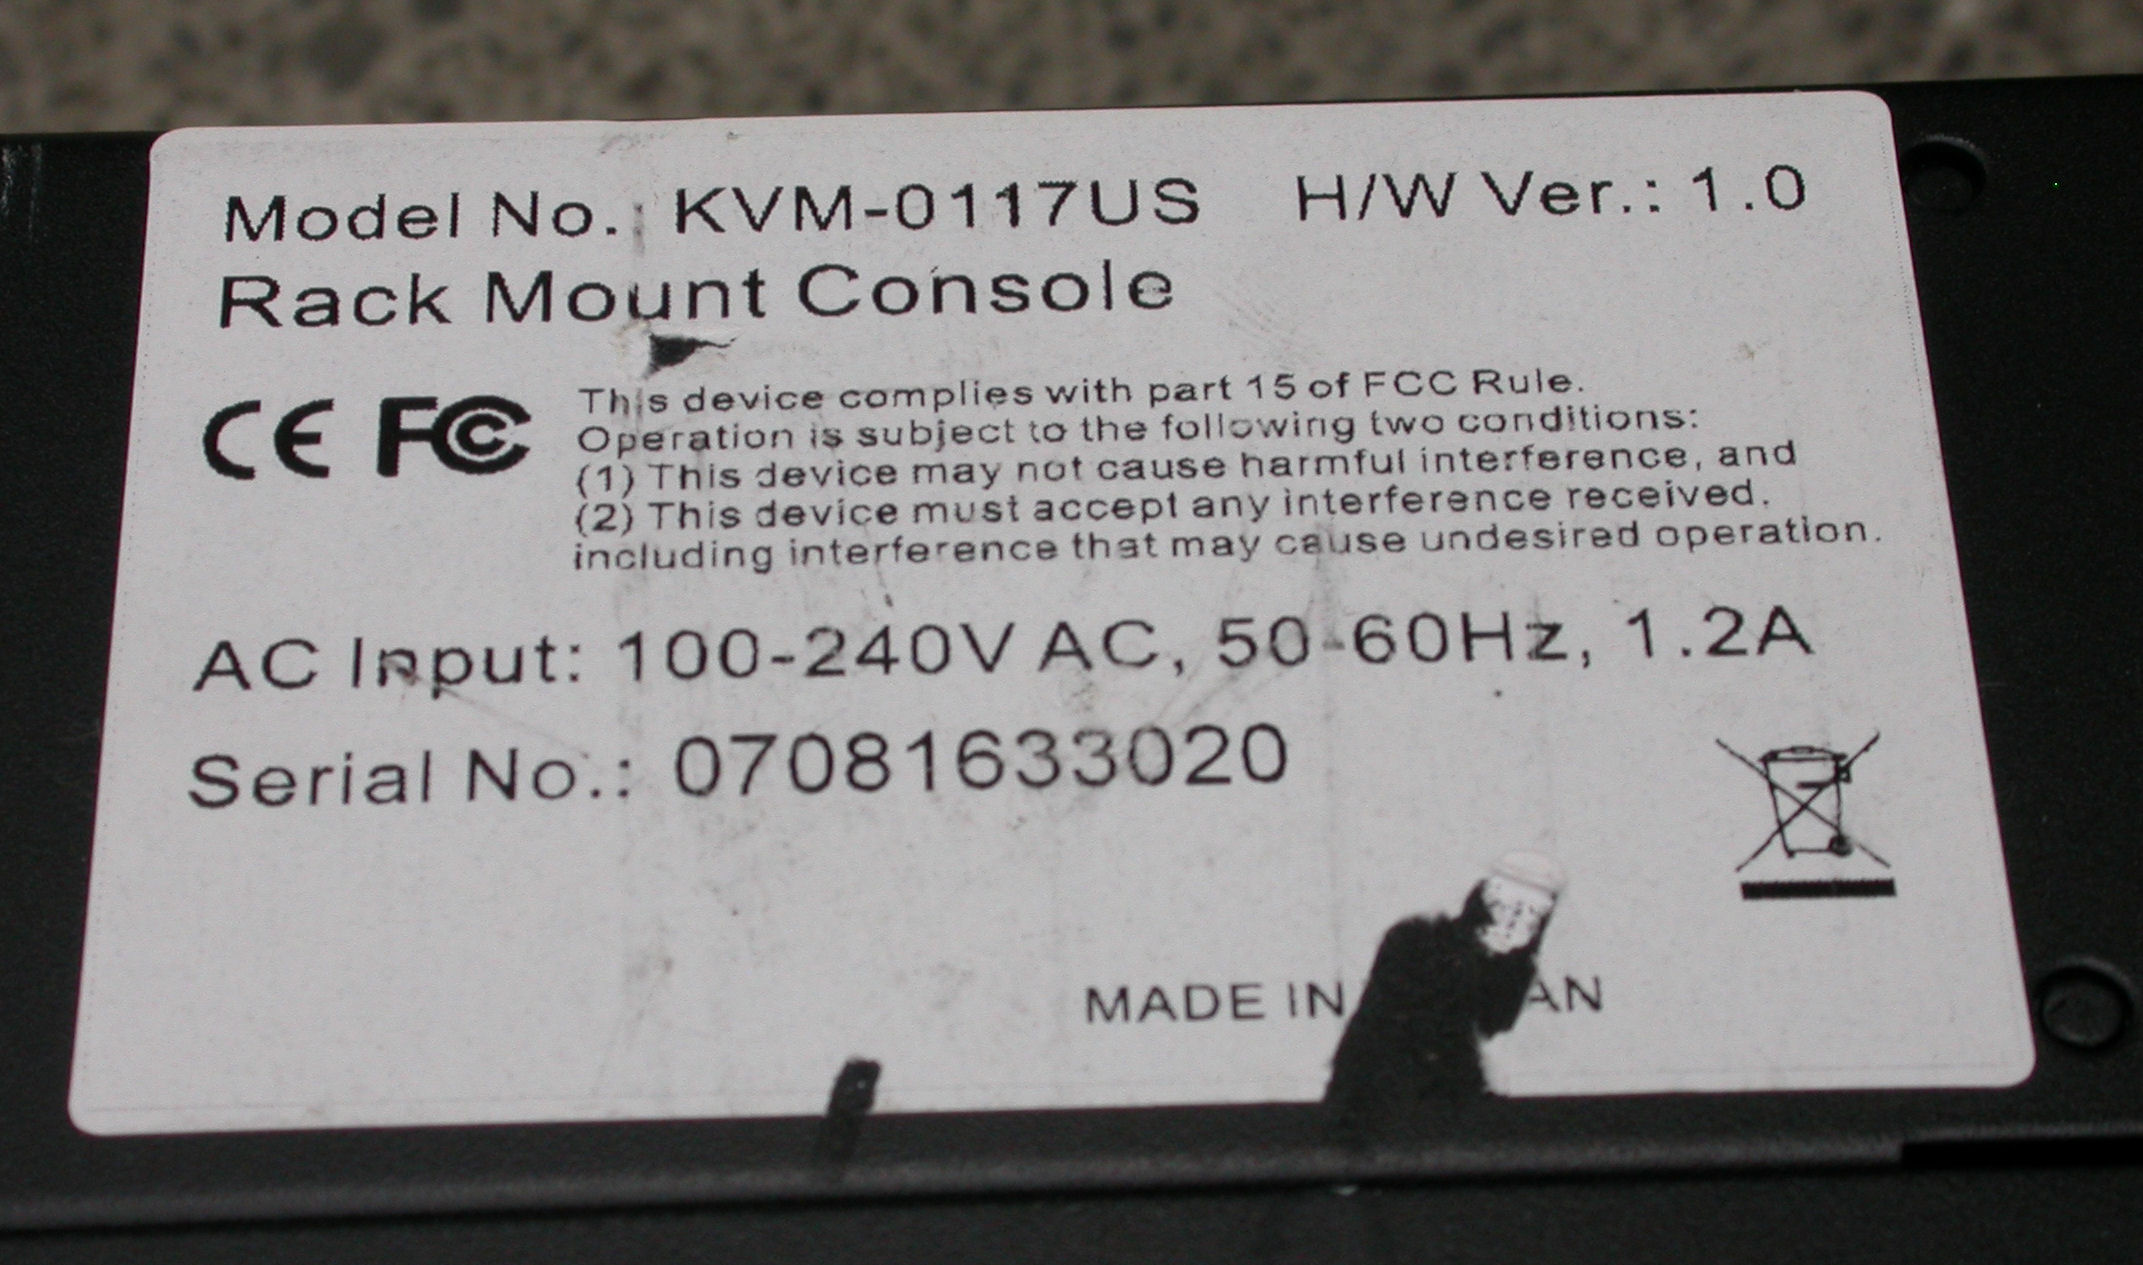 Model No.: KVM-0117US H/W Ver.: 1.0
Rack Mount Console
CE FC This device complies with part 15 of FCC Rule.
Operation is subject to the following two conditions:
(1) This device may not cause harmful interference, and
(2) This device must accept any interference received.
including interference that may cause undesired operation.
AC Input: 100-240V AC, 50-60Hz, 1.2A
Serial No.: 07081633020
MADE IN